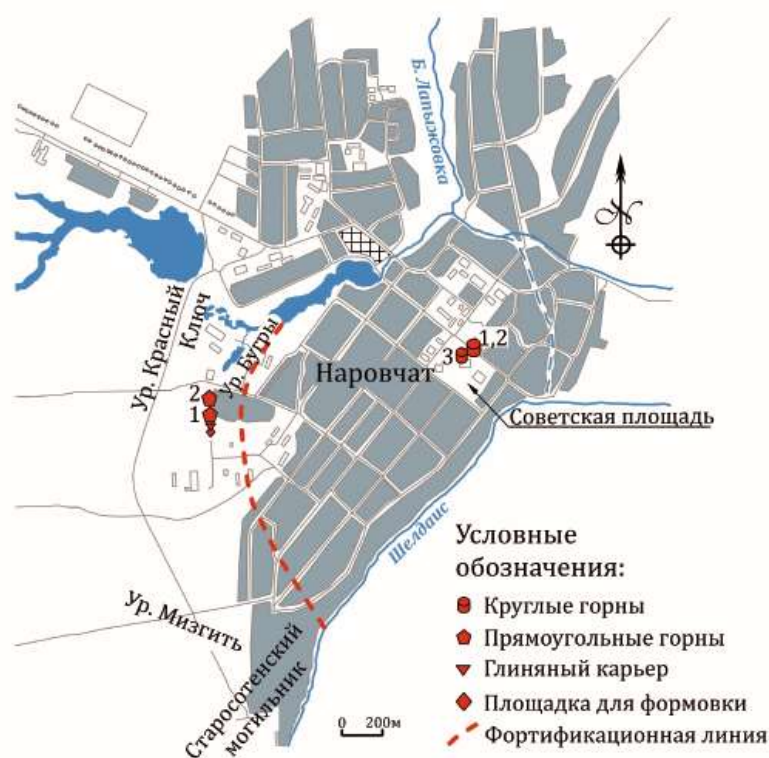 Б. Лапыжовка
Ур. Красный
Ключ
Ур. Бугры
Наровчат
1,2
3
2
1
Советская площадь
Шелдаис
Ур. Мизгить
Старосотенский
могильник
0 200м
Условные
обозначения:
Круглые горны
Прямоугольные горны
Глиняный карьер
Площадка для формовки
Фортификационная линия